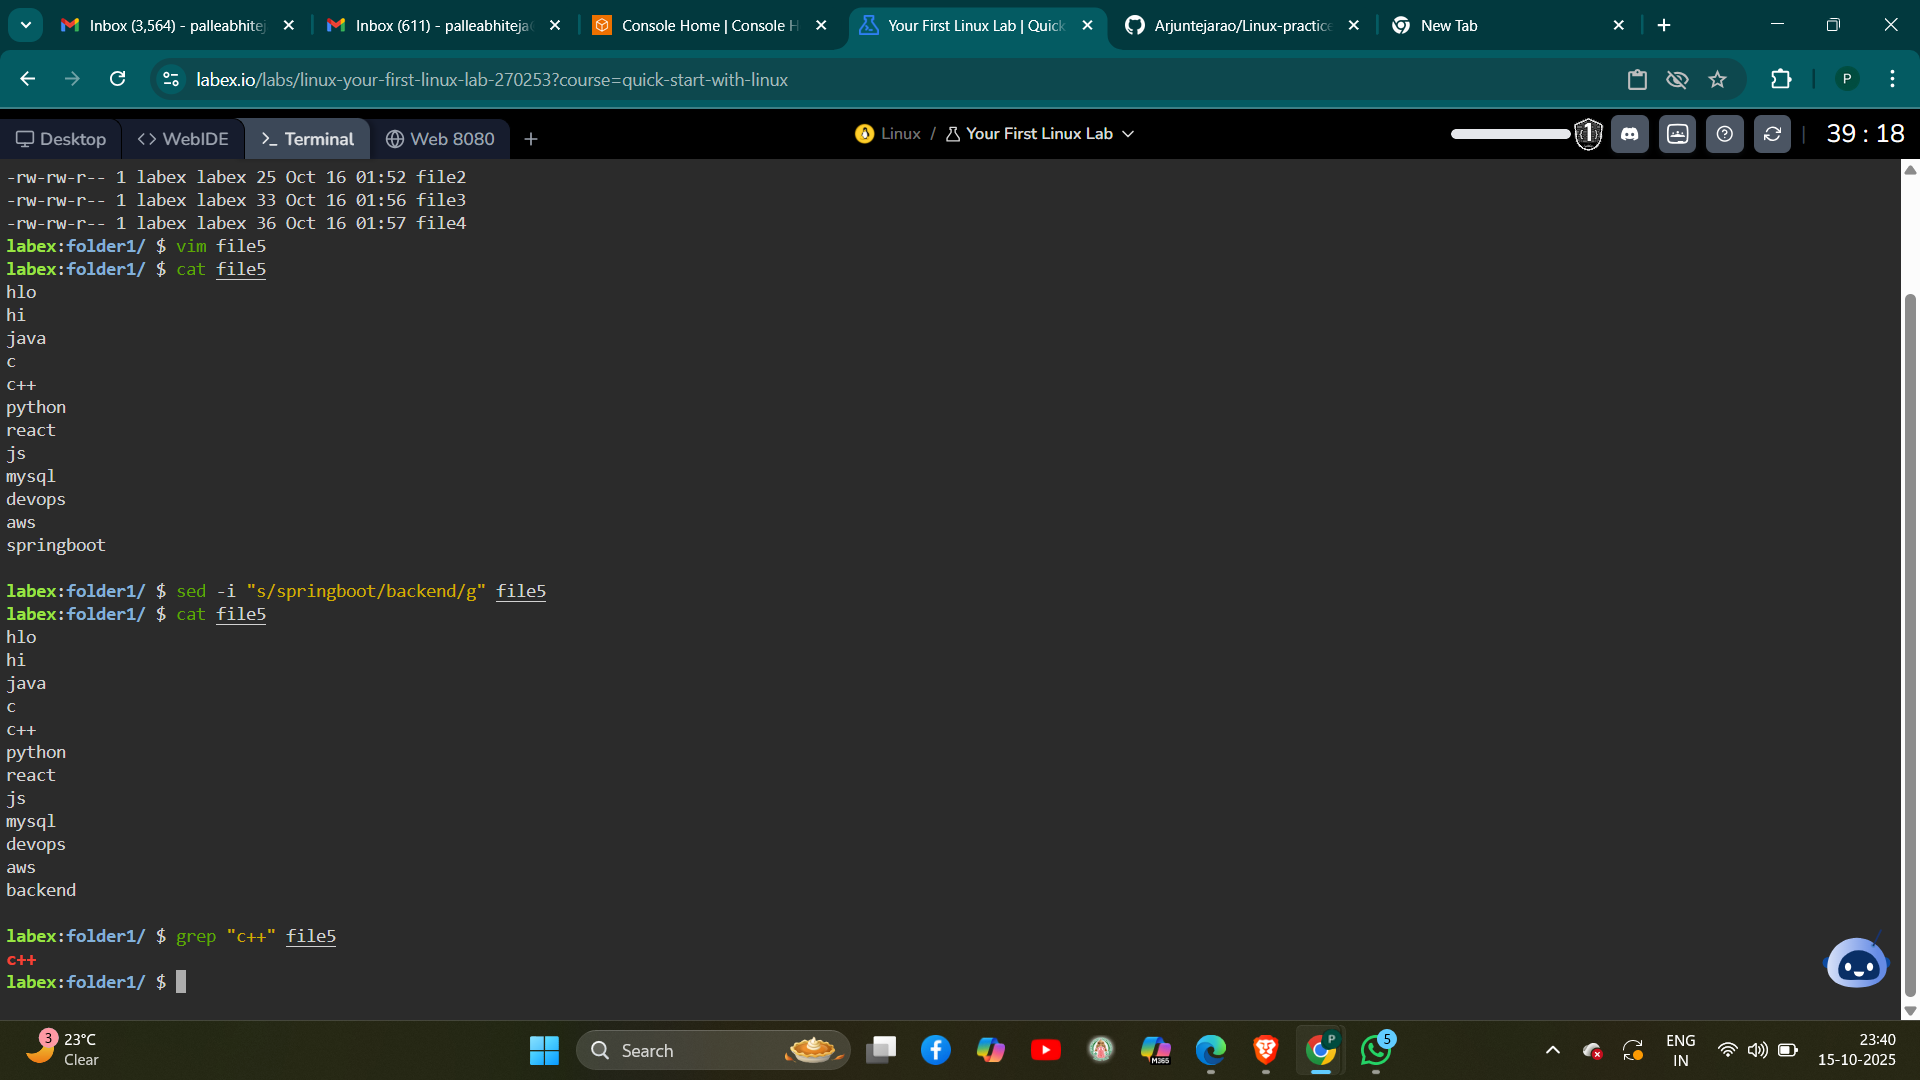 Inbox (3,564) - palleabhitej
Inbox (611) - palleabhiteja
Console Home | Console H
Your First Linux Lab | Quick
Arjuntejarao/Linux-practice
New Tab
labex.io/labs/linux-your-first-linux-lab-270253?course=quick-start-with-linux
P
Desktop
WebIDE
Terminal
Web 8080
Linux / Your First Linux Lab
1
39 : 18
-rw-rw-r-- 1 labex labex 25 Oct 16 01:52 file2
-rw-rw-r-- 1 labex labex 33 Oct 16 01:56 file3
-rw-rw-r-- 1 labex labex 36 Oct 16 01:57 file4
labex:folder1/ $ vim file5
labex:folder1/ $ cat file5
hlo
hi
java
c
c++
python
react
js
mysql
devops
aws
springboot
labex:folder1/ $ sed -i "s/springboot/backend/g" file5
labex:folder1/ $ cat file5
hlo
hi
java
c
c++
python
react
js
mysql
devops
aws
backend
labex:folder1/ $ grep "c++" file5
c++
labex:folder1/ $
3
23°C
Clear
Search
M365
P
5
ENG
IN
23:40
15-10-2025